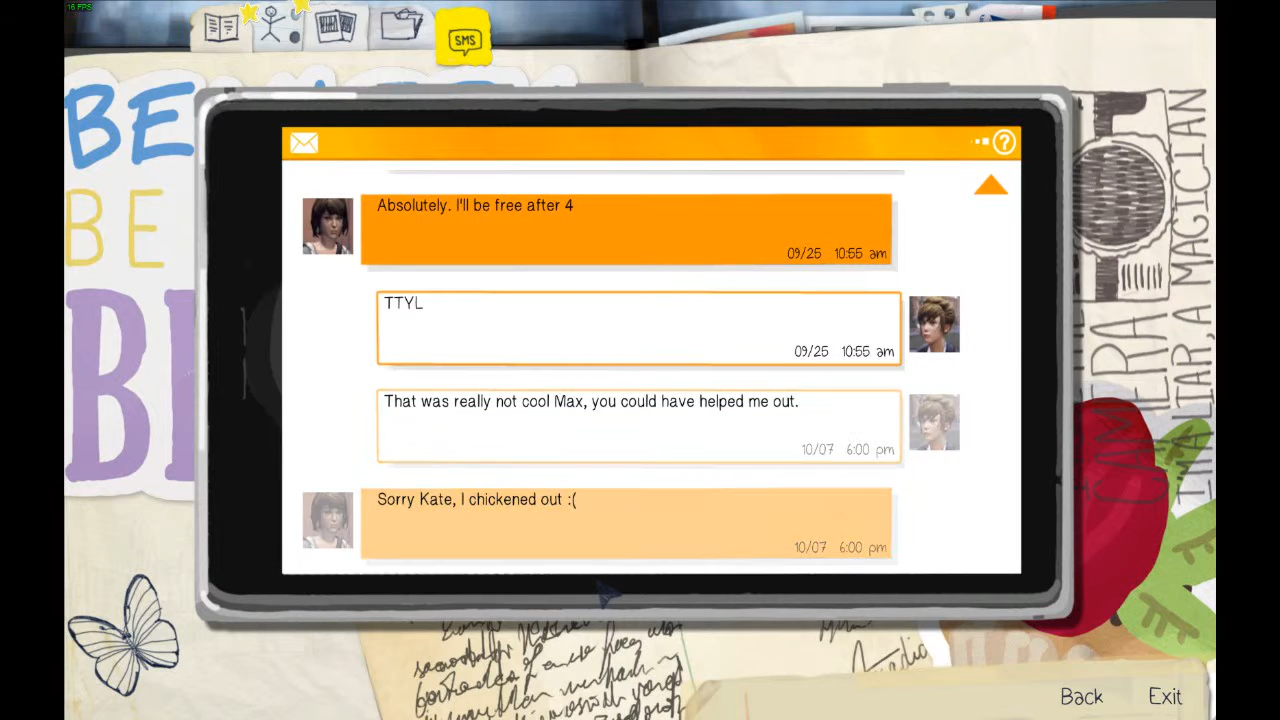 16 FPS
SMS
BE
BE
Absolutely. I'll be free after 4
09/25 10:55 am
TTYL
09/25 10:55 am
That was really not cool Max, you could have helped me out.
10/07 6:00 pm
Sorry Kate, I chickened out :(
10/07 6:00 pm
CAMERA
I'M A LIAR, A MAGICIAN
Back Exit